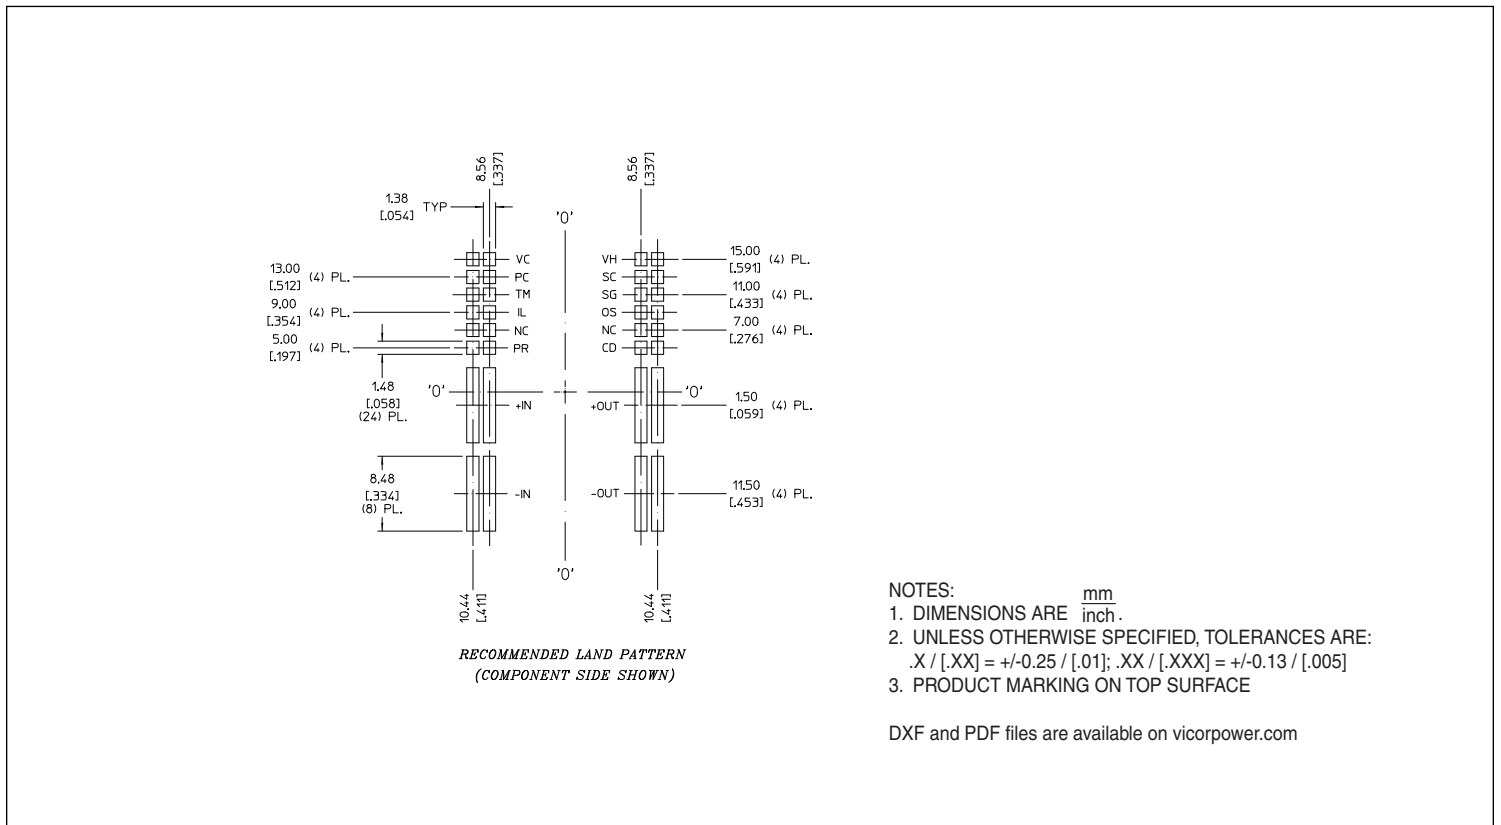 8.56
[.337]
8.56
[.337]
1.38
[.054]
TYP
'0'
VC
VH
15.00
[.591]
(4) PL.
13.00
[.512]
(4) PL.
PC
SC
TM
SG
11.00
[.433]
(4) PL.
9.00
[.354]
(4) PL.
IL
OS
NC
NC
7.00
[.276]
(4) PL.
5.00
[.197]
(4) PL.
PR
CD
1.48
[.058]
(24) PL.
'0'
'0'
+IN
+OUT
1.50
[.059]
(4) PL.
8.48
[.334]
(8) PL.
-IN
-OUT
11.50
[.453]
(4) PL.
'0'
10.44
[.411]
10.44
[.411]
RECOMMENDED LAND PATTERN
(COMPONENT SIDE SHOWN)
NOTES:
1. DIMENSIONS ARE mm
inch.
2. UNLESS OTHERWISE SPECIFIED, TOLERANCES ARE:
.X / [.XX] = +/-0.25 / [.01]; .XX / [.XXX] = +/-0.13 / [.005]
3. PRODUCT MARKING ON TOP SURFACE
DXF and PDF files are available on vicorpower.com